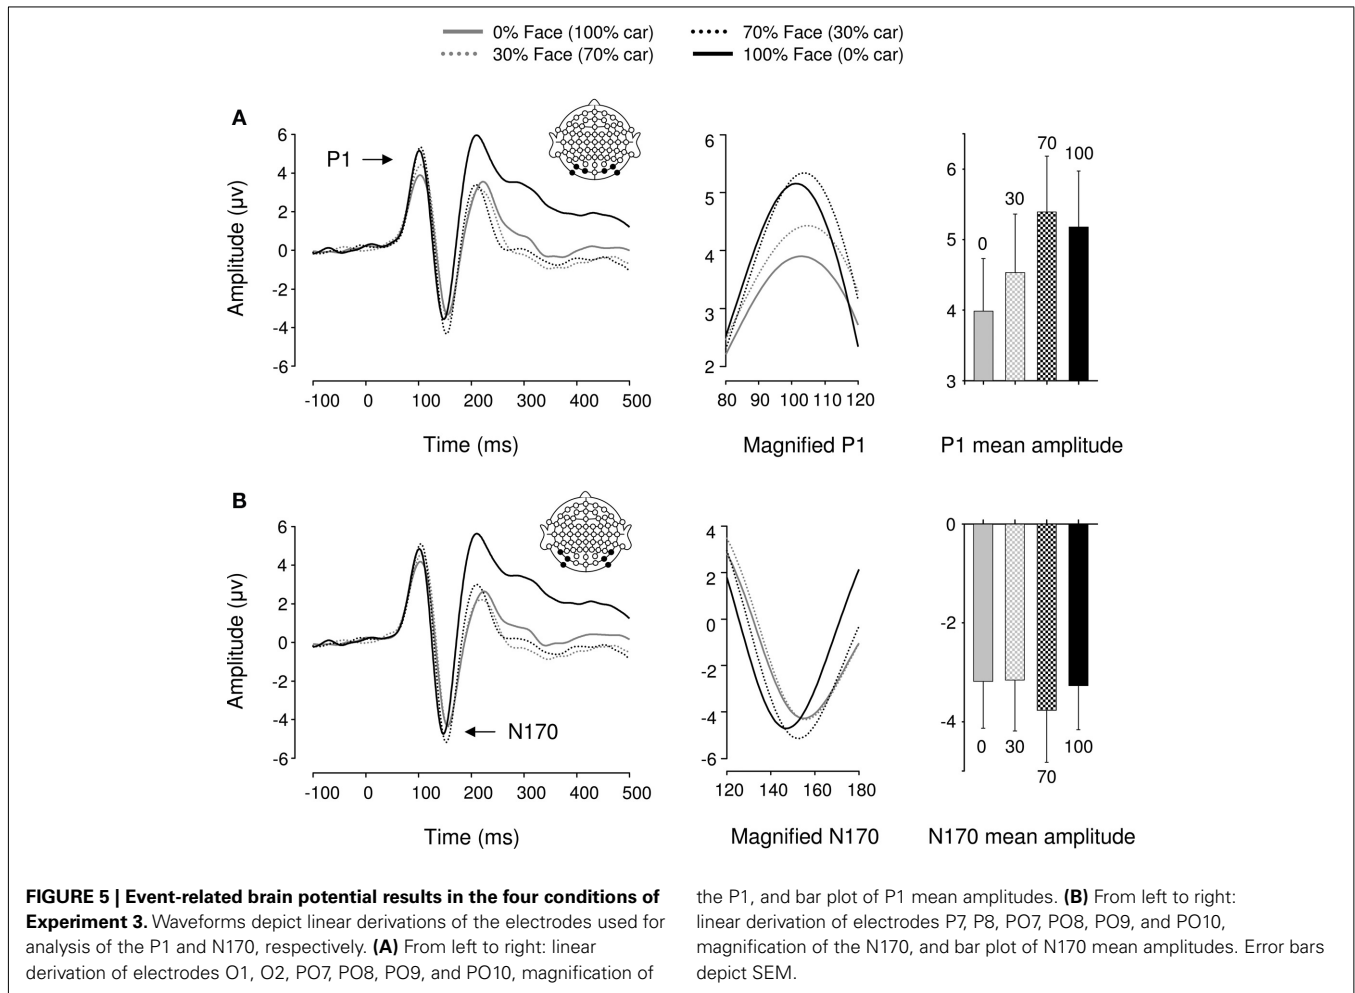 0% Face (100% car)
70% Face (30% car)
30% Face (70% car)
100% Face (0% car)
A
P1
6
4
2
0
-2
-4
-6
Amplitude (µv)
-100 0 100 200 300 400 500
Time (ms)
6
5
4
3
2
80 90 100 110 120
Magnified P1
6
5
4
3
0
30
70
100
P1 mean amplitude
B
N170
6
4
2
0
-2
-4
-6
Amplitude (µv)
-100 0 100 200 300 400 500
Time (ms)
4
2
0
-2
-4
-6
120 140 160 180
Magnified N170
0
-2
-4
0
30
70
100
N170 mean amplitude
FIGURE 5 | Event-related brain potential results in the four conditions of
Experiment 3. Waveforms depict linear derivations of the electrodes used for
analysis of the P1 and N170, respectively. (A) From left to right: linear
derivation of electrodes O1, O2, PO7, PO8, PO9, and PO10, magnification of
the P1, and bar plot of P1 mean amplitudes. (B) From left to right:
linear derivation of electrodes P7, P8, PO7, PO8, PO9, and PO10,
magnification of the N170, and bar plot of N170 mean amplitudes. Error bars
depict SEM.